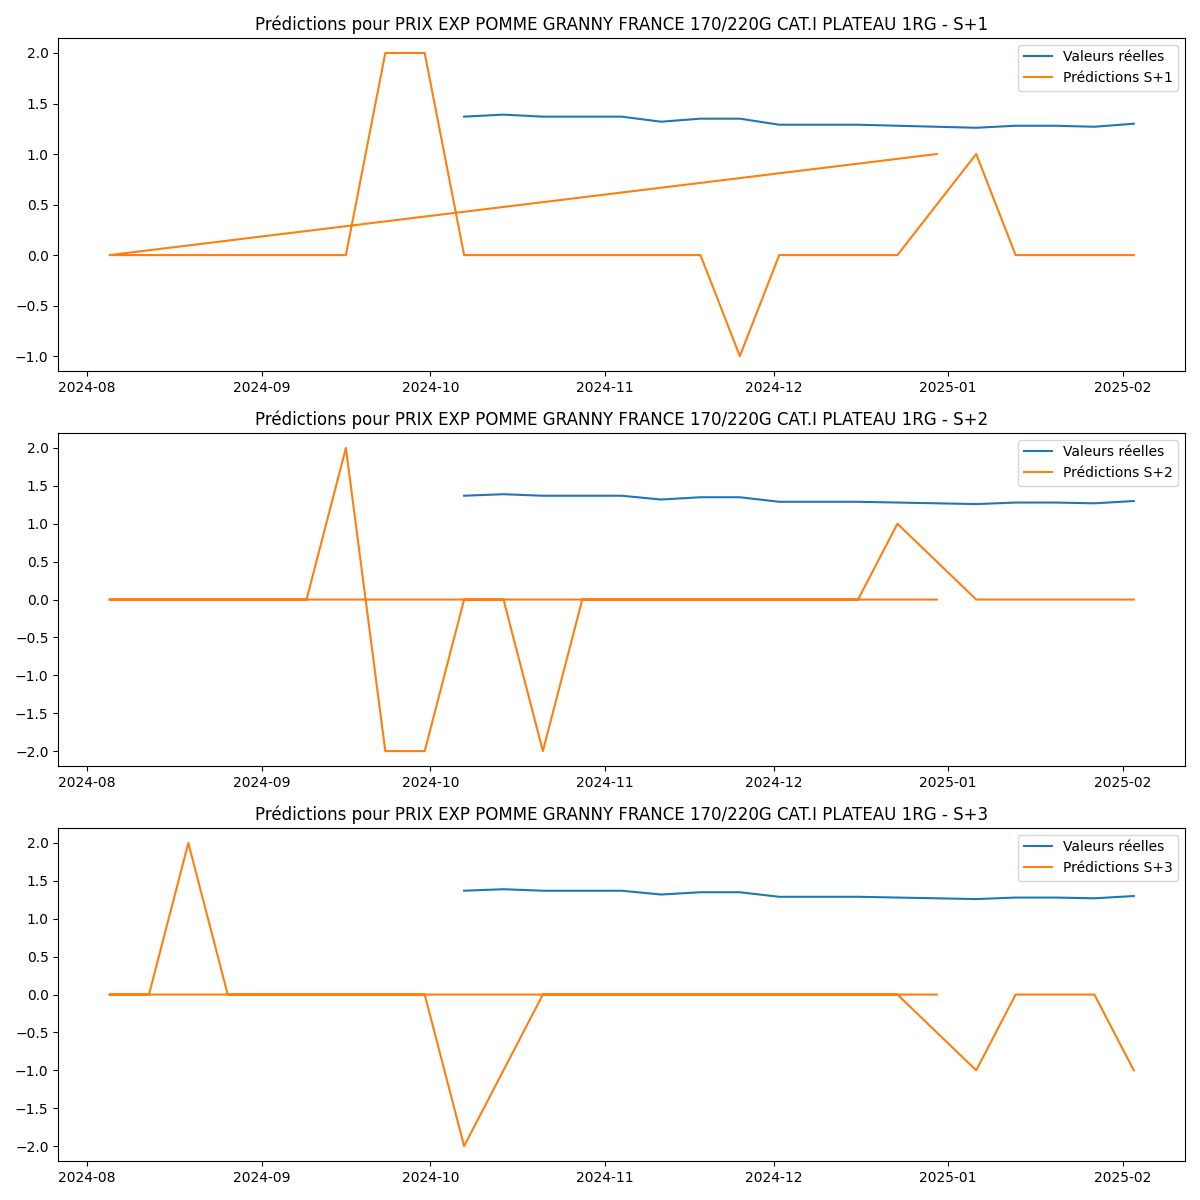 Prédictions pour PRIX EXP POMME GRANNY FRANCE 170/220G CAT.I PLATEAU 1RG - S+1
Valeurs réelles
Prédictions S+1
2.0
1.5
1.0
0.5
0.0
−0.5
−1.0
2024-08 2024-09 2024-10 2024-11 2024-12 2025-01 2025-02
Prédictions pour PRIX EXP POMME GRANNY FRANCE 170/220G CAT.I PLATEAU 1RG - S+2
Valeurs réelles
Prédictions S+2
2.0
1.5
1.0
0.5
0.0
−0.5
−1.0
−1.5
−2.0
2024-08 2024-09 2024-10 2024-11 2024-12 2025-01 2025-02
Prédictions pour PRIX EXP POMME GRANNY FRANCE 170/220G CAT.I PLATEAU 1RG - S+3
Valeurs réelles
Prédictions S+3
2.0
1.5
1.0
0.5
0.0
−0.5
−1.0
−1.5
−2.0
2024-08 2024-09 2024-10 2024-11 2024-12 2025-01 2025-02